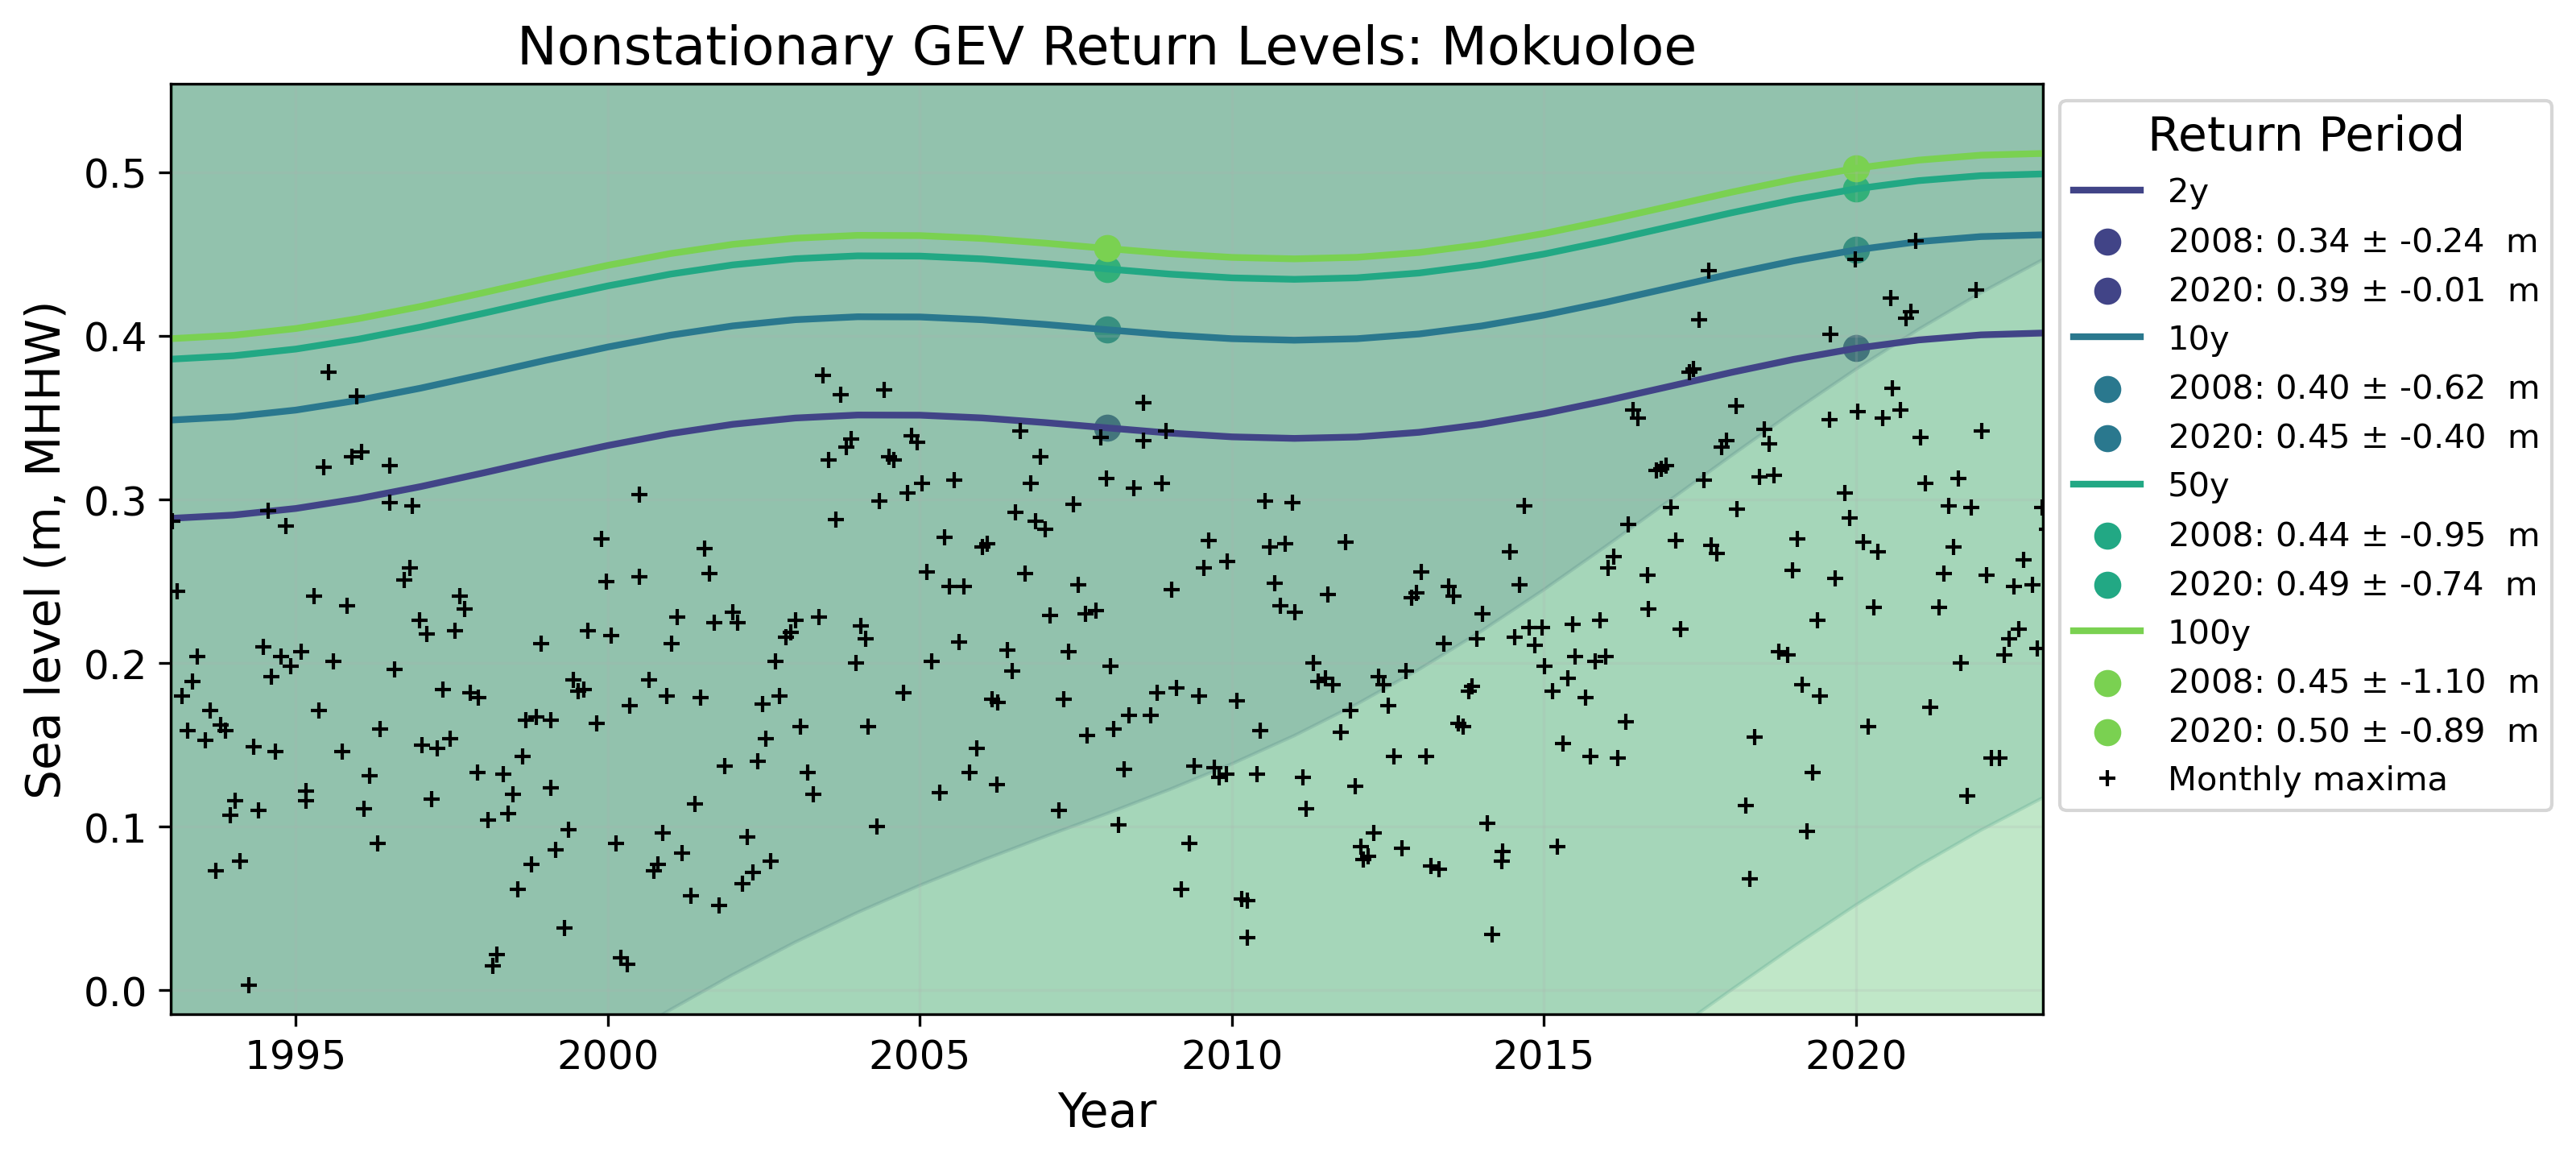 Nonstationary GEV Return Levels: Mokuoloe
Sea level (m, MHHW)
0.5
0.4
0.3
0.2
0.1
0.0
1995 2000 2005 2010 2015 2020
Year
Return Period
2y
2008: 0.34 ± -0.24 m
2020: 0.39 ± -0.01 m
10y
2008: 0.40 ± -0.62 m
2020: 0.45 ± -0.40 m
50y
2008: 0.44 ± -0.95 m
2020: 0.49 ± -0.74 m
100y
2008: 0.45 ± -1.10 m
2020: 0.50 ± -0.89 m
Monthly maxima